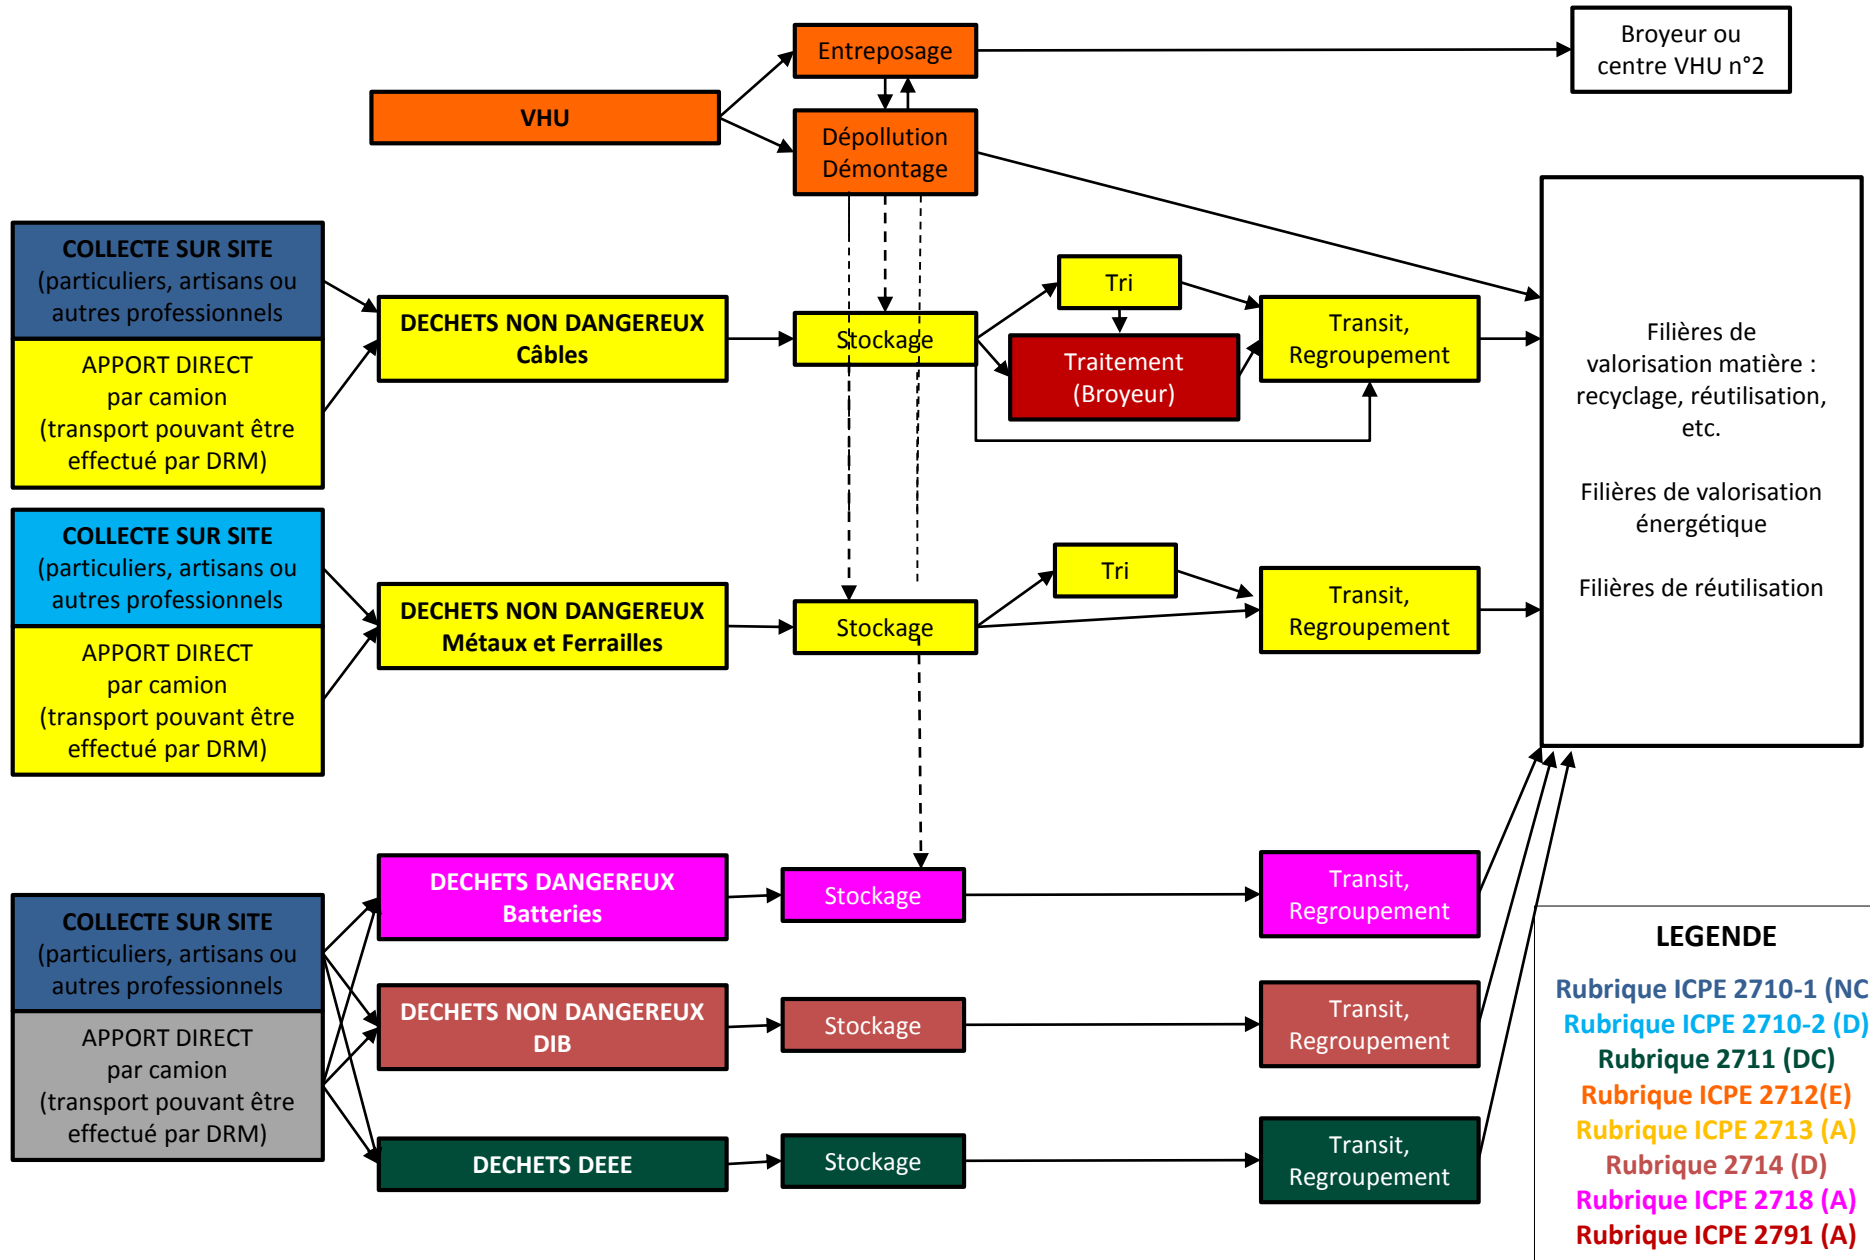 Entreposage
Broyeur ou
centre VHU n°2
VHU
Dépollution
Démontage
COLLECTE SUR SITE
(particuliers, artisans ou
autres professionnels
APPORT DIRECT
par camion
(transport pouvant être
effectué par DRM)
DECHETS NON DANGEREUX
Câbles
Stockage
Tri
Traitement
(Broyeur)
Transit,
Regroupement
Filières de
valorisation matière :
recyclage, réutilisation,
etc.
Filières de valorisation
énergétique
Filières de réutilisation
COLLECTE SUR SITE
(particuliers, artisans ou
autres professionnels
APPORT DIRECT
par camion
(transport pouvant être
effectué par DRM)
DECHETS NON DANGEREUX
Métaux et Ferrailles
Stockage
Tri
Transit,
Regroupement
COLLECTE SUR SITE
(particuliers, artisans ou
autres professionnels
APPORT DIRECT
par camion
(transport pouvant être
effectué par DRM)
DECHETS DANGEREUX
Batteries
Stockage
Transit,
Regroupement
DECHETS NON DANGEREUX
DIB
Stockage
Transit,
Regroupement
DECHETS DEEE
Stockage
Transit,
Regroupement
LEGENDE
Rubrique ICPE 2710-1 (NC
Rubrique ICPE 2710-2 (D)
Rubrique 2711 (DC)
Rubrique ICPE 2712(E)
Rubrique ICPE 2713 (A)
Rubrique 2714 (D)
Rubrique ICPE 2718 (A)
Rubrique ICPE 2791 (A)